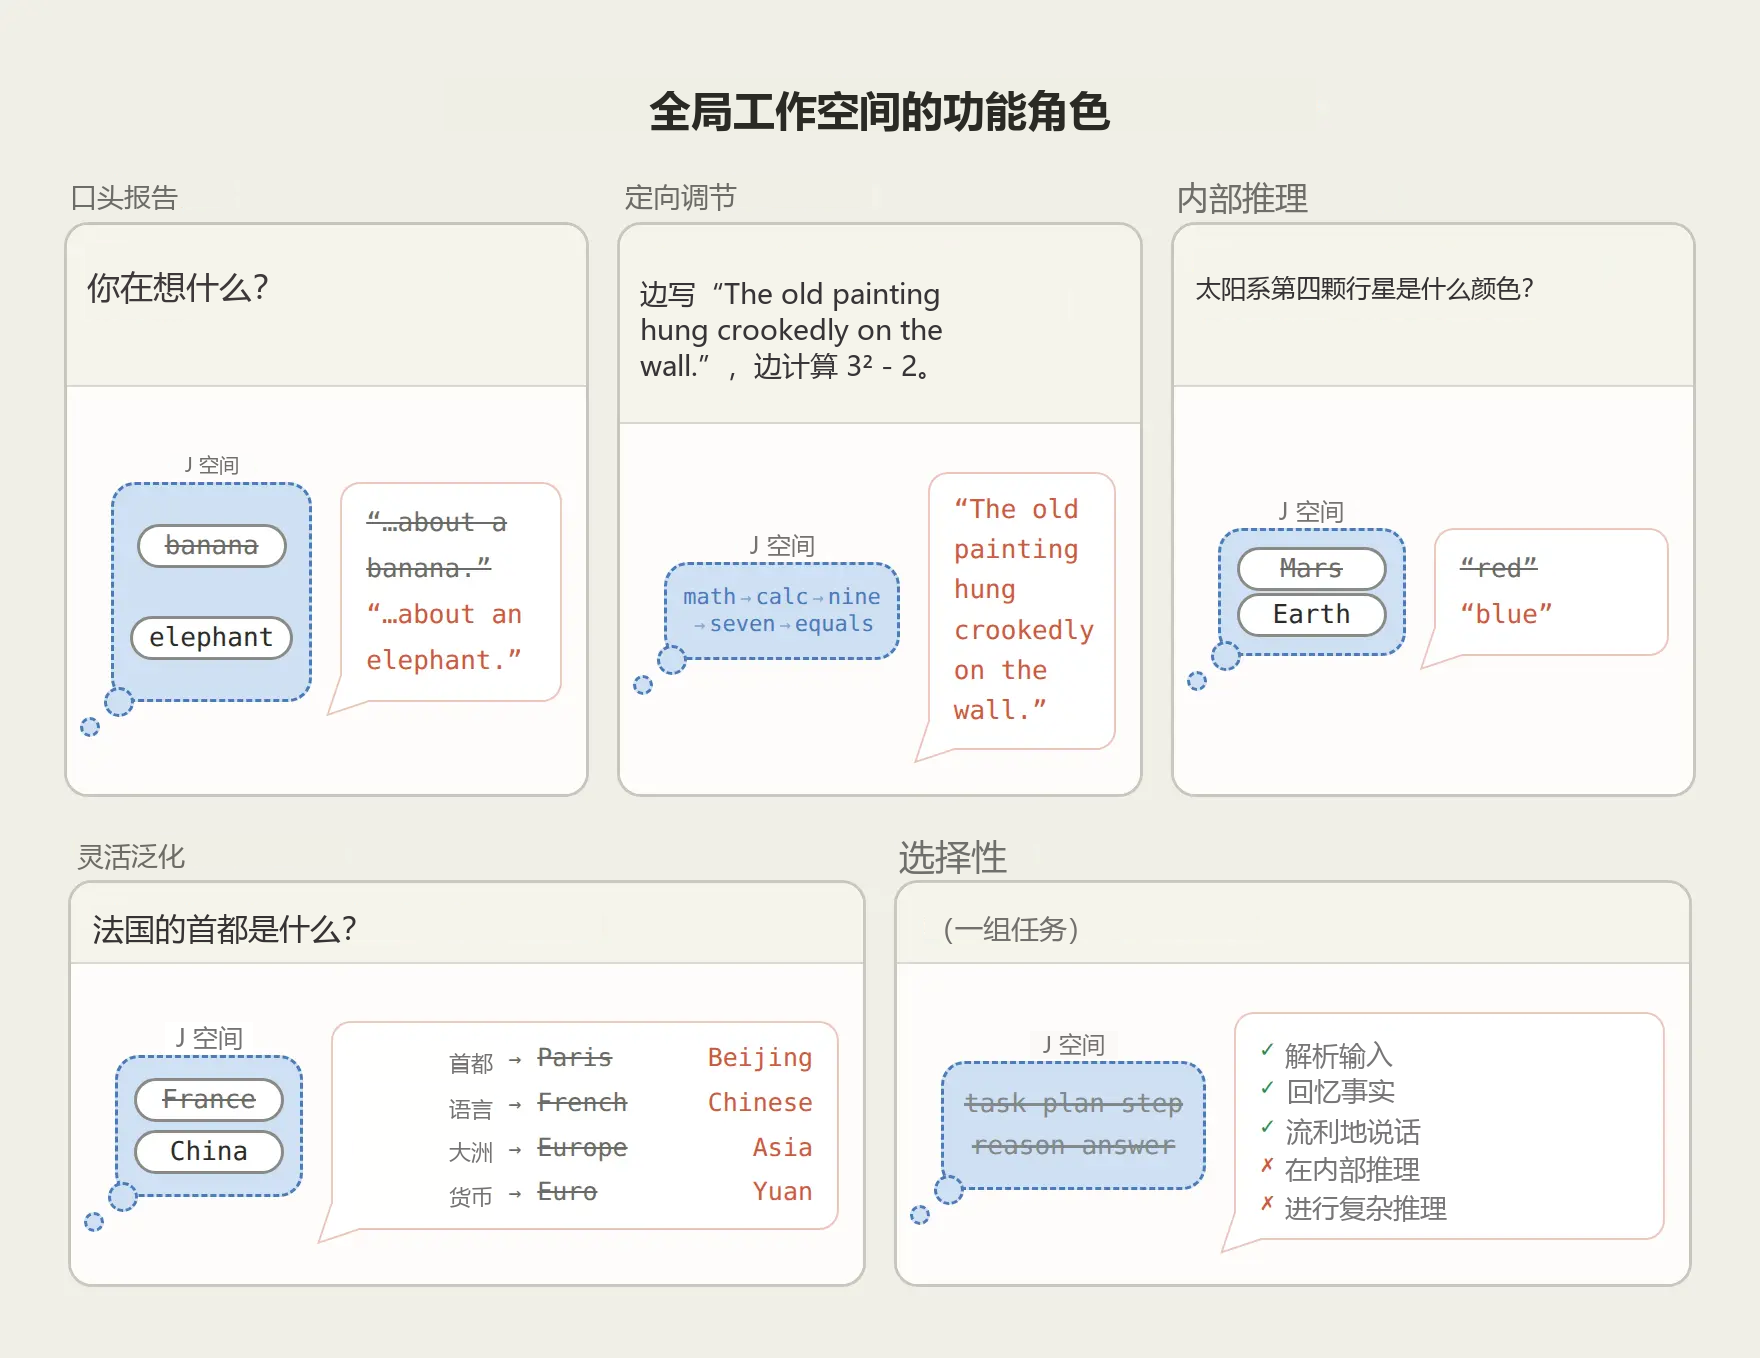 全局工作空间的功能角色
口头报告
你在想什么？
J 空间
banana
elephant
“…about a
banana.”
“…about an
elephant.”
定向调节
边写“The old painting
hung crookedly on the
wall.”，边计算 3² - 2。
J 空间
math→calc→nine
→seven→equals
“The old
painting
hung
crookedly
on the
wall.”
内部推理
太阳系第四颗行星是什么颜色？
J 空间
Mars
Earth
“red”
“blue”
灵活泛化
法国的首都是什么？
J 空间
France
China
首都 → Paris Beijing
语言 → French Chinese
大洲 → Europe Asia
货币 → Euro Yuan
选择性
（一组任务）
J 空间
task plan step
reason answer
✓ 解析输入
✓ 回忆事实
✓ 流利地说话
✗ 在内部推理
✗ 进行复杂推理